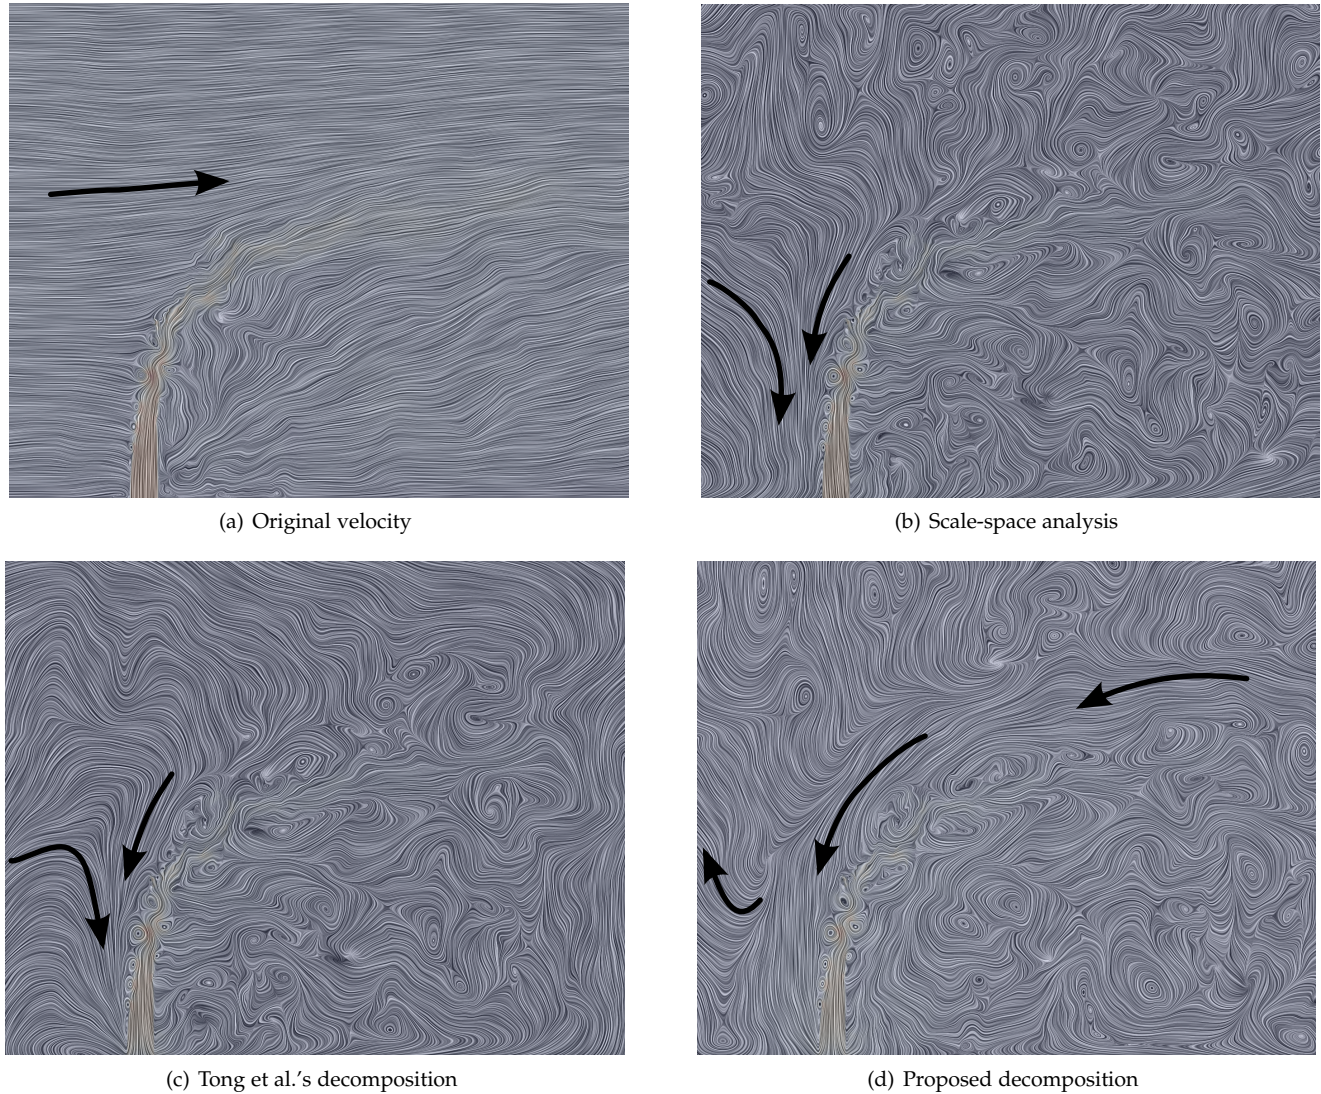 (a) Original velocity
(b) Scale-space analysis
(c) Tong et al.'s decomposition
(d) Proposed decomposition